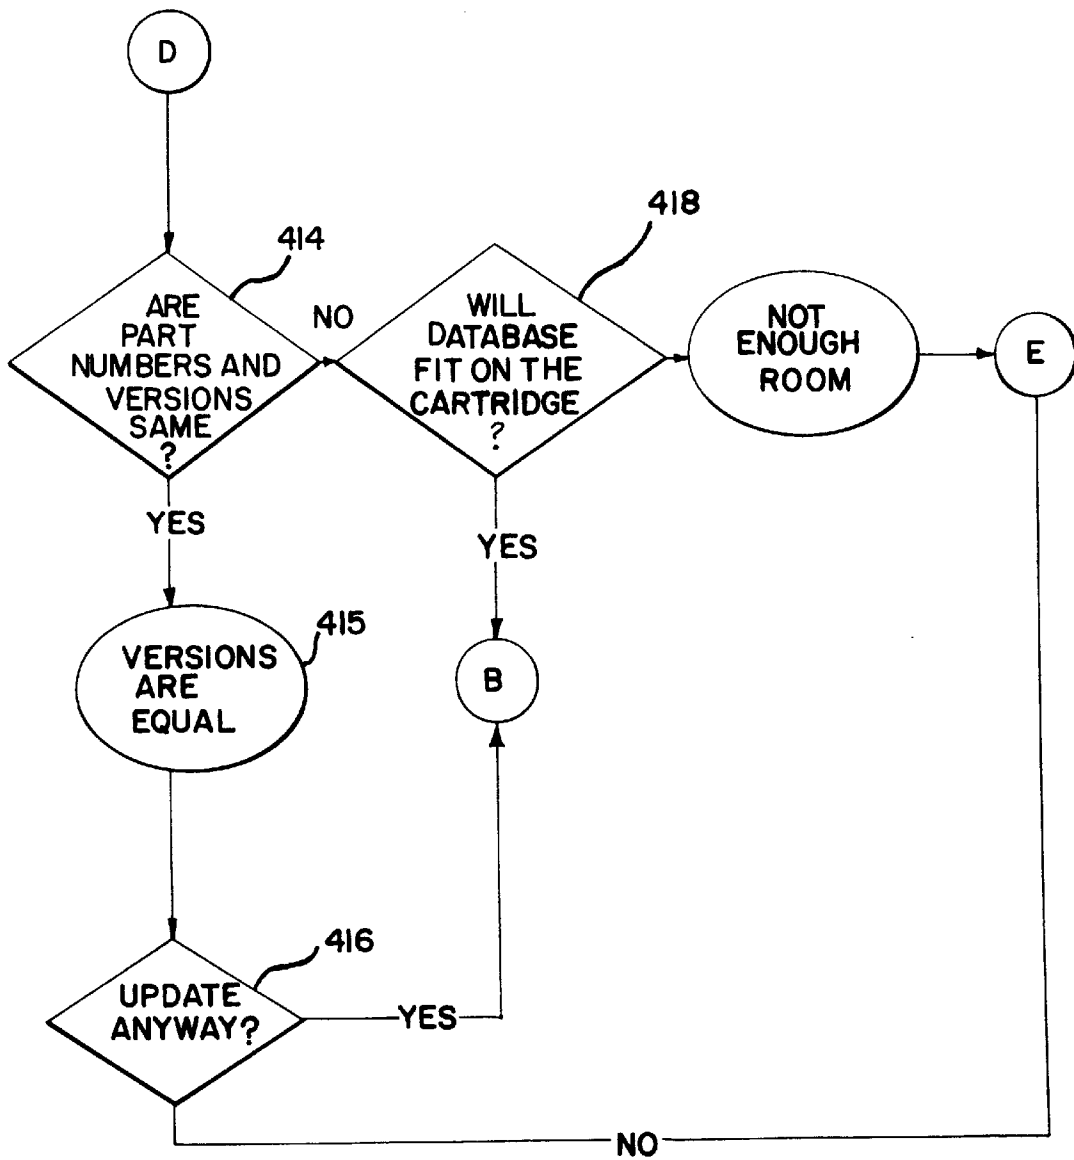 D
414
ARE
PART
NUMBERS AND
VERSIONS
SAME
?
NO
418
WILL
DATABASE
FIT ON THE
CARTRIDGE
?
NOT
ENOUGH
ROOM
E
YES
YES
415
VERSIONS
ARE
EQUAL
B
416
UPDATE
ANYWAY?
YES
NO